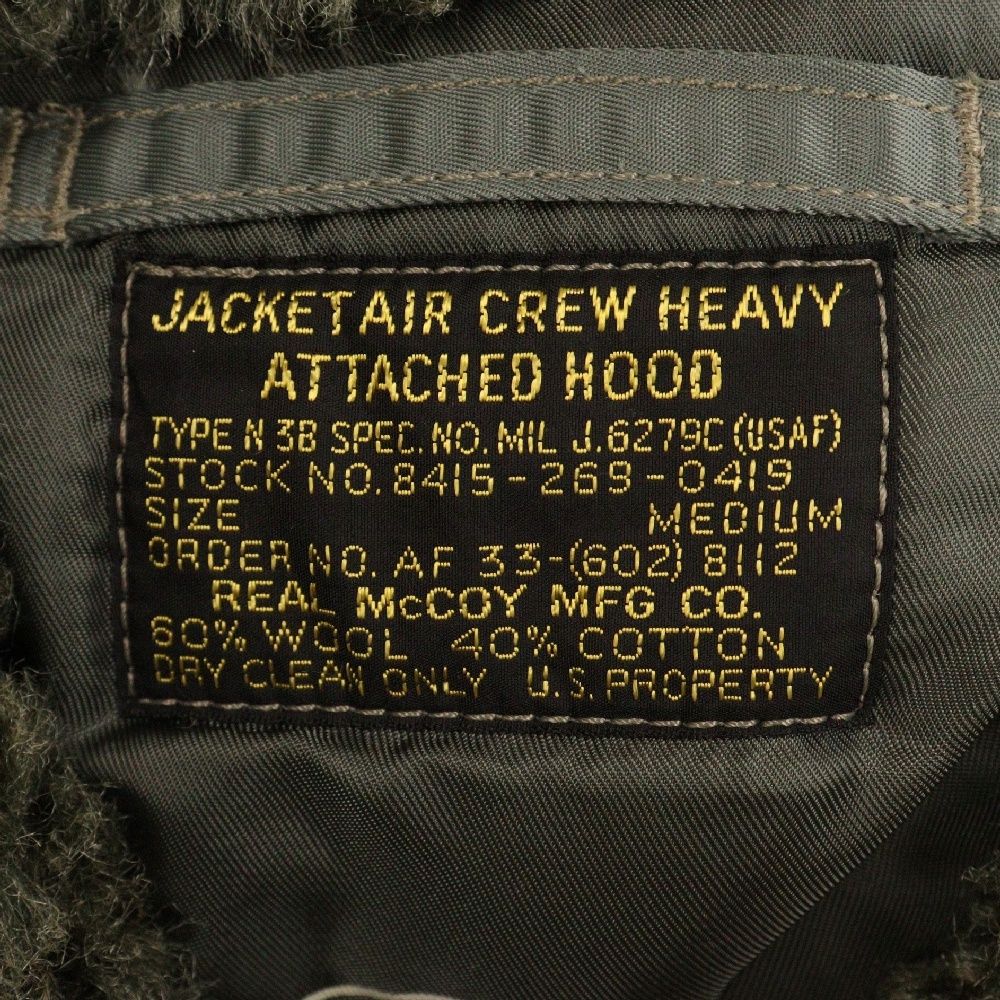 JACKET AIR CREW HEAVY
ATTACHED HOOD
TYPE N 3B SPEC. NO. MIL J. 6279C (USAF)
STOCK NO. 8415-269-0419
SIZE MEDIUM
ORDER NO. AF 33-(602) 8112
REAL McCOY MFG CO.
60% WOOL 40% COTTON
DRY CLEAN ONLY U.S. PROPERTY